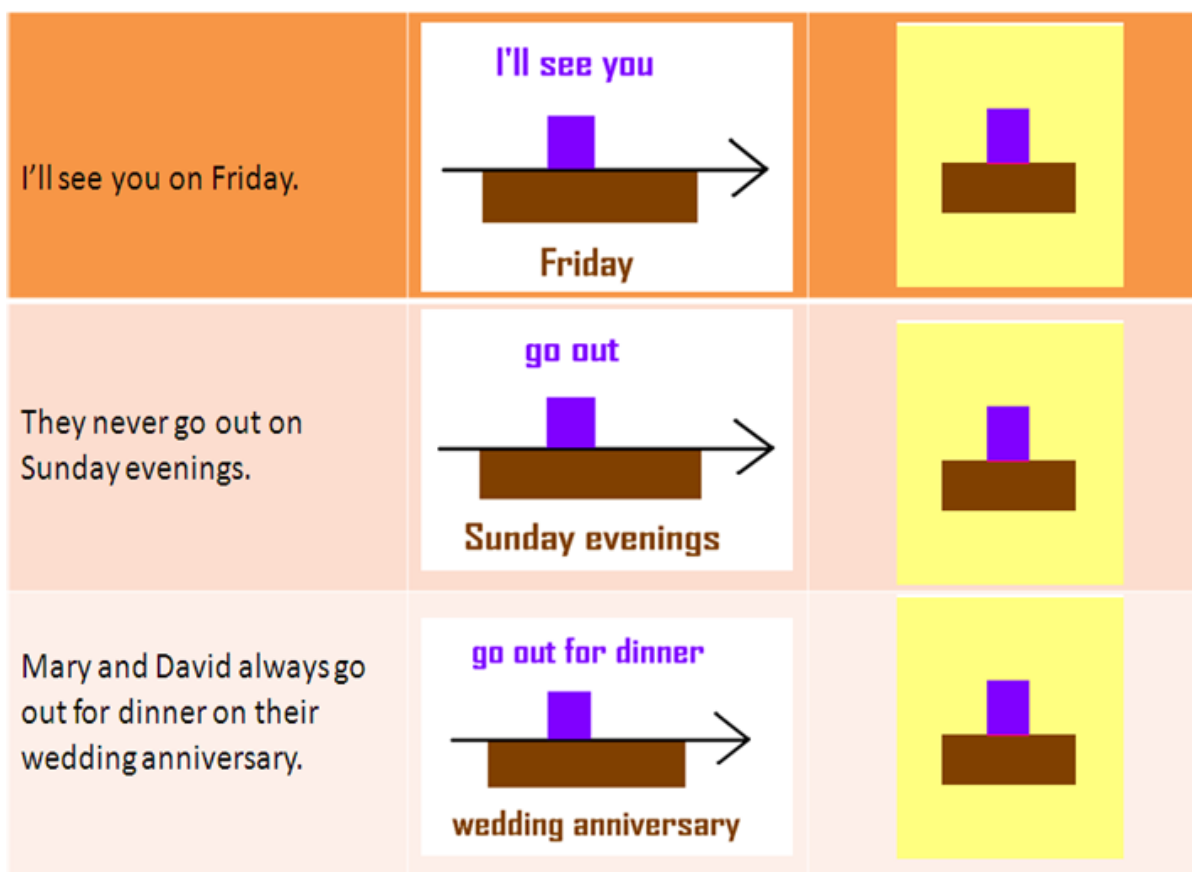 I'll see you on Friday.
I'll see you
Friday
They never go out on
Sunday evenings.
go out
Sunday evenings
Mary and David always go
out for dinner on their
wedding anniversary.
go out for dinner
wedding anniversary